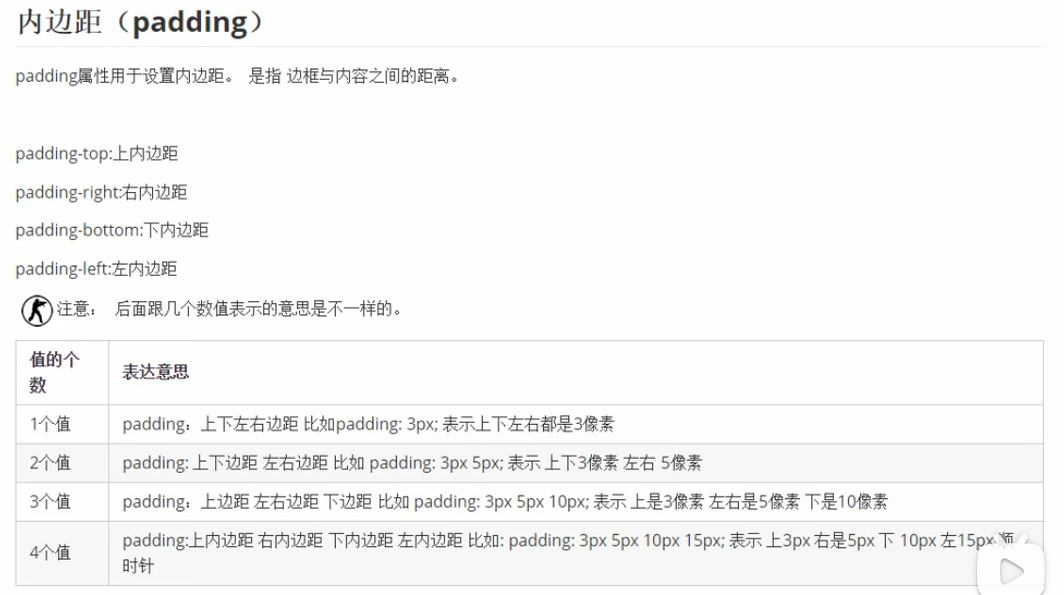 内边距（padding）
padding属性用于设置内边距。 是指 边框与内容之间的距离。
padding-top:上内边距
padding-right:右内边距
padding-bottom:下内边距
padding-left:左内边距
注意： 后面跟几个数值表示的意思是不一样的。
值的个
数
表达意思
1个值
padding：上下左右边距 比如padding: 3px; 表示上下左右都是3像素
2个值
padding: 上下边距 左右边距 比如 padding: 3px 5px; 表示 上下3像素 左右 5像素
3个值
padding：上边距 左右边距 下边距 比如 padding: 3px 5px 10px; 表示 上是3像素 左右是5像素 下是10像素
4个值
padding:上内边距 右内边距 下内边距 左内边距 比如: padding: 3px 5px 10px 15px; 表示 上3px 右是5px 下 10px 左15px 顺
时针